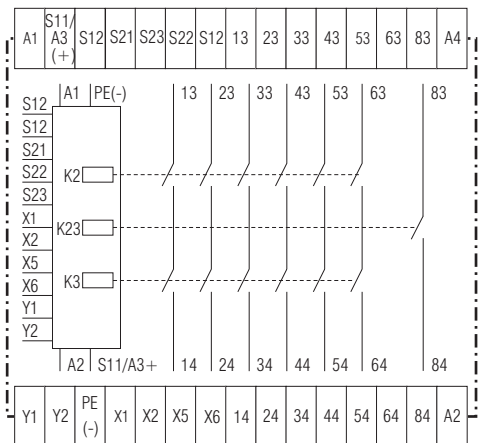 A1 S11/A3(+) S12 S21 S23 S22 S12 13 23 33 43 53 63 83 A4
A1 PE(-) 13 23 33 43 53 63 83
S12
S12
S21
S22
S23
X1
X2
X5
X6
Y1
Y2
K2
K23
K3
A2 S11/A3+ 14 24 34 44 54 64 84
Y1 Y2 PE(-) X1 X2 X5 X6 14 24 34 44 54 64 84 A2